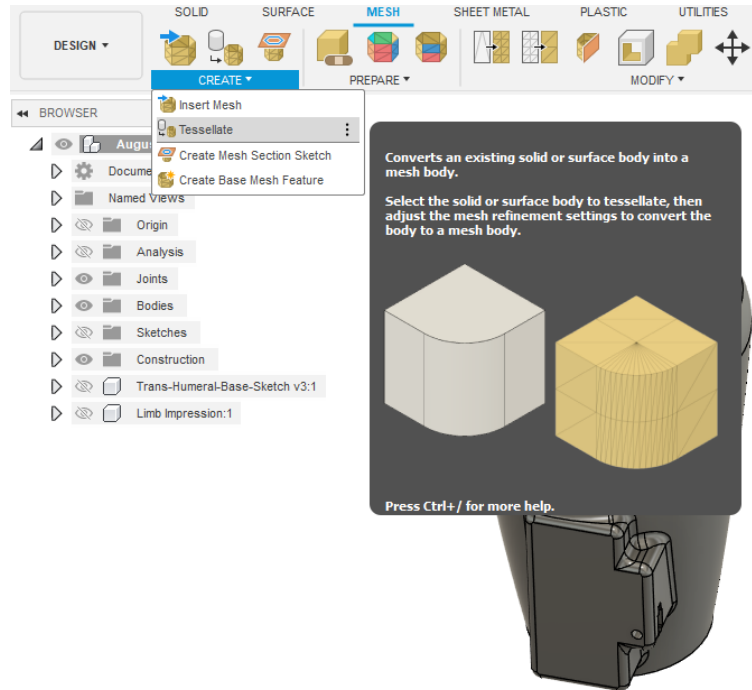 SOLID SURFACE MESH SHEET METAL PLASTIC UTILITIES
DESIGN
CREATE PREPARE MODIFY
BROWSER
Insert Mesh
Tessellate
Create Mesh Section Sketch
Create Base Mesh Feature
Named Views
Origin
Analysis
Joints
Bodies
Sketches
Construction
Trans-Humeral-Base-Sketch v3:1
Limb Impression:1
Converts an existing solid or surface body into a
mesh body.
Select the solid or surface body to tessellate, then
adjust the mesh refinement settings to convert the
body to a mesh body.
Press Ctrl+/ for more help.